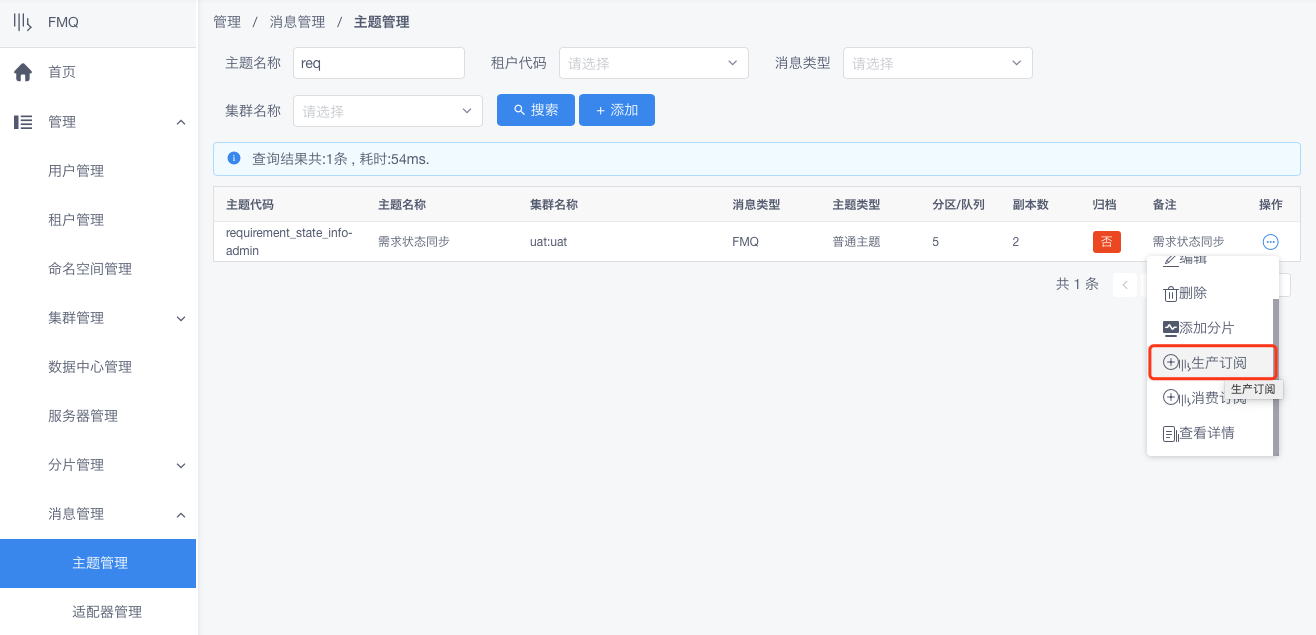 FMQ
首页
管理
用户管理
租户管理
命名空间管理
集群管理
数据中心管理
服务器管理
分片管理
消息管理
主题管理
适配器管理
管理 / 消息管理 / 主题管理
主题名称 req 租户代码 请选择 消息类型 请选择
集群名称 请选择 搜索 + 添加
查询结果共:1条 , 耗时:54ms.
主题代码 主题名称 集群名称 消息类型 主题类型 分区/队列 副本数 归档 备注 操作
requirement_state_info-admin 需求状态同步 uat:uat FMQ 普通主题 5 2 否 需求状态同步
共 1 条
编辑
删除
添加分片
生产订阅
生产订阅
消费订阅
查看详情